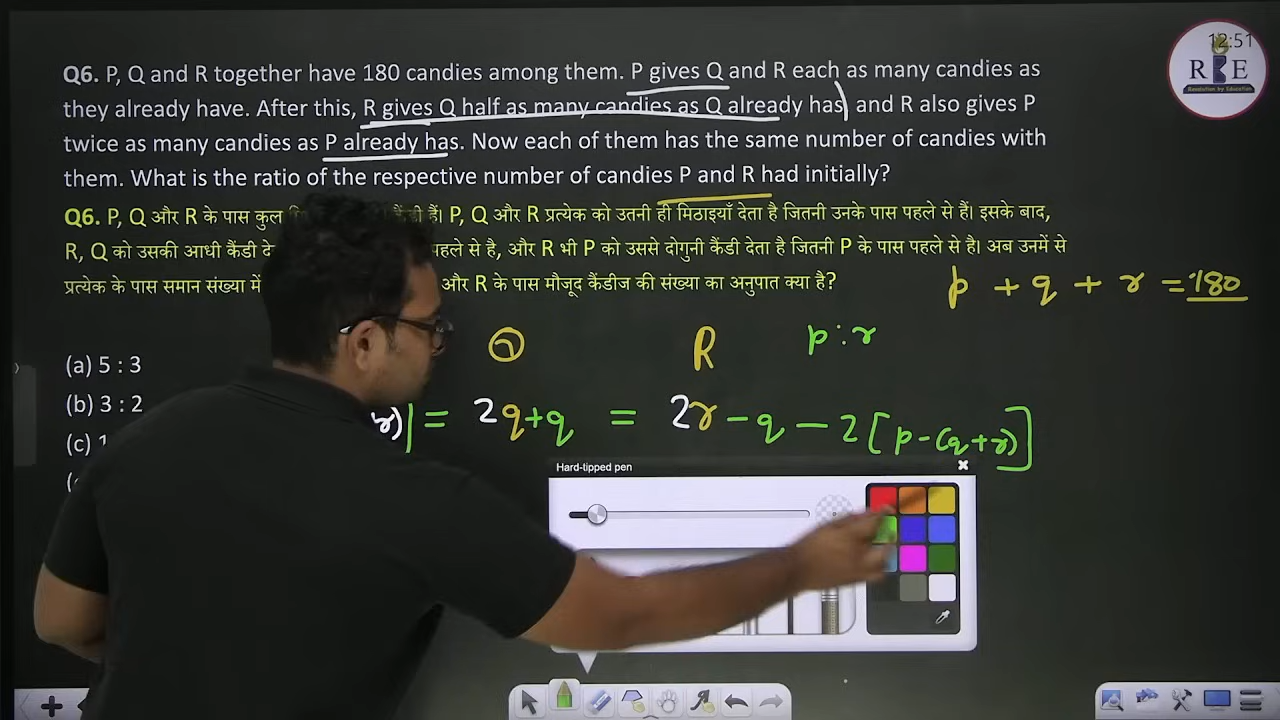 12:51
R E
Resolution by Education
Q6. P, Q and R together have 180 candies among them. P gives Q and R each as many candies as
they already have. After this, R gives Q half as many candies as Q already has, and R also gives P
twice as many candies as P already has. Now each of them has the same number of candies with
them. What is the ratio of the respective number of candies P and R had initially?
Q6. P, Q और R के पास कुल हैं। P, Q और R प्रत्येक को उतनी ही मिठाइयाँ देता है जितनी उनके पास पहले से हैं। इसके बाद,
R, Q को उसकी आधी कैंडी पहले से है, और R भी P को उससे दोगुनी कैंडी देता है जितनी P के पास पहले से है। अब उनमें से
प्रत्येक के पास समान संख्या में और R के पास मौजूद कैंडीज की संख्या का अनुपात क्या है?
p + q + r = 180
Q R p : r
(a) 5 : 3
(b) 3 : 2
(c)
r) = 2q+q = 2r - q - 2[p-(q+r)]
Hard-tipped pen